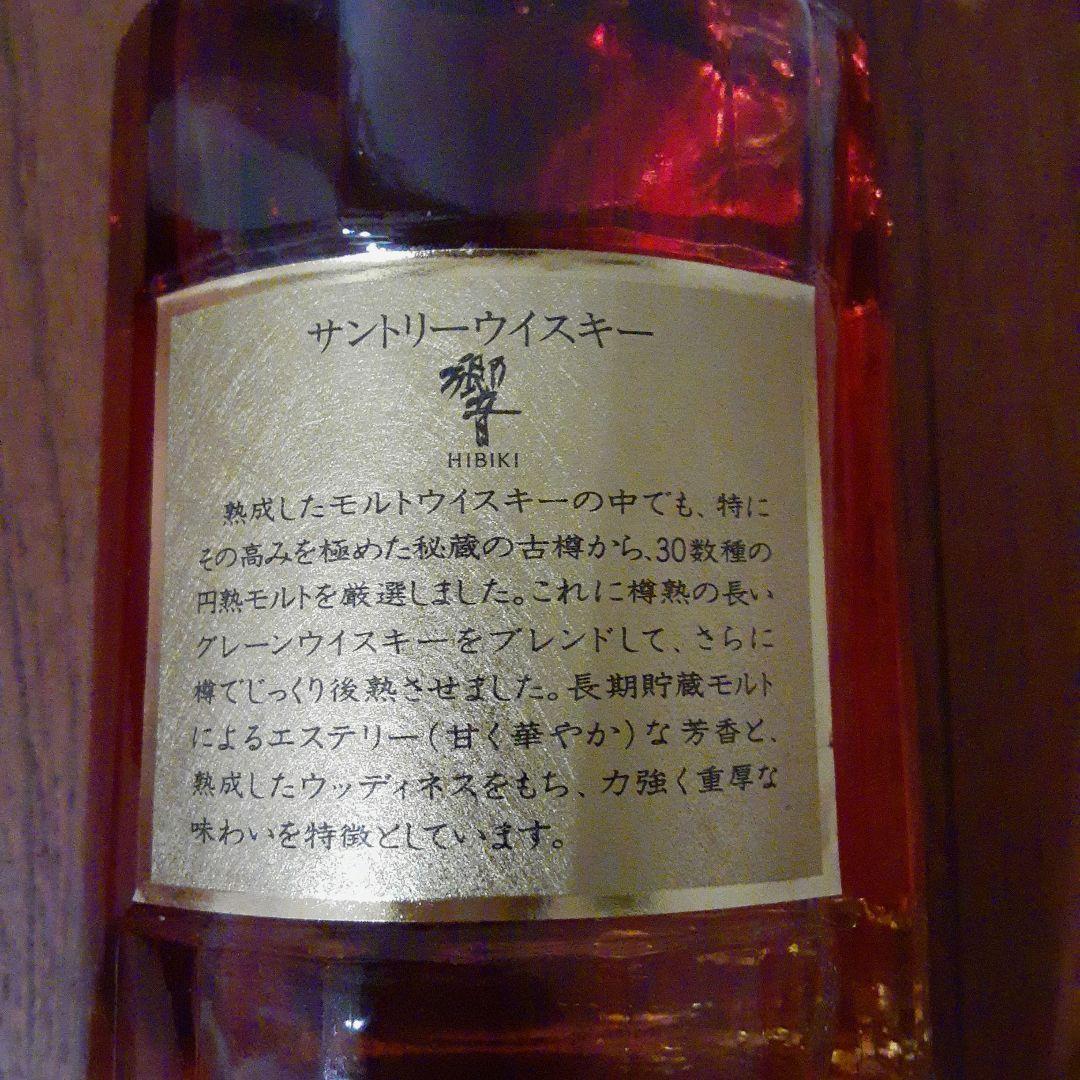 サントリーウイスキー
響
HIBIKI
熟成したモルトウイスキーの中でも、特に
その高みを極めた秘蔵の古樽から、30数種の
円熟モルトを厳選しました。これに樽熟の長い
グレーンウイスキーをブレンドして、さらに
樽でじっくり後熟させました。長期貯蔵モルト
によるエステリー(甘く華やか)な芳香と、
熟成したウッディネスをもち、力強く重厚な
味わいを特徴としています。